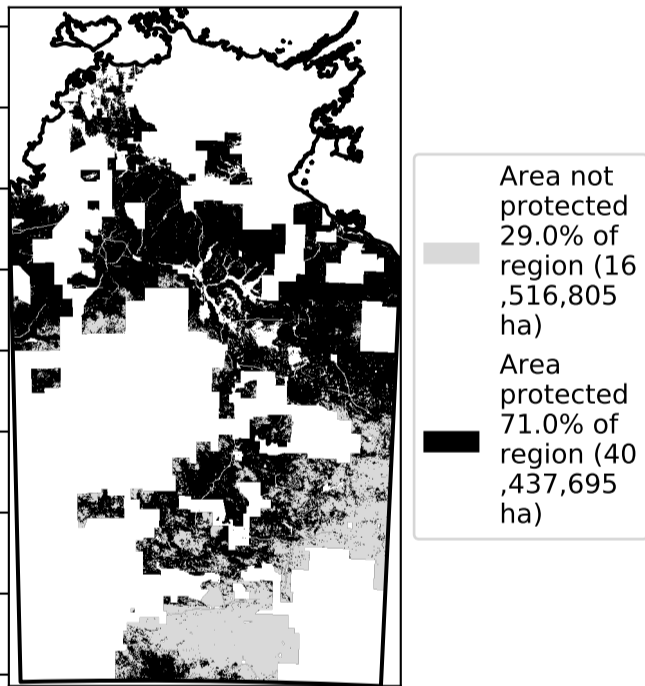 Area not
protected
29.0% of
region (16
,516,805
ha)
Area
protected
71.0% of
region (40
,437,695
ha)